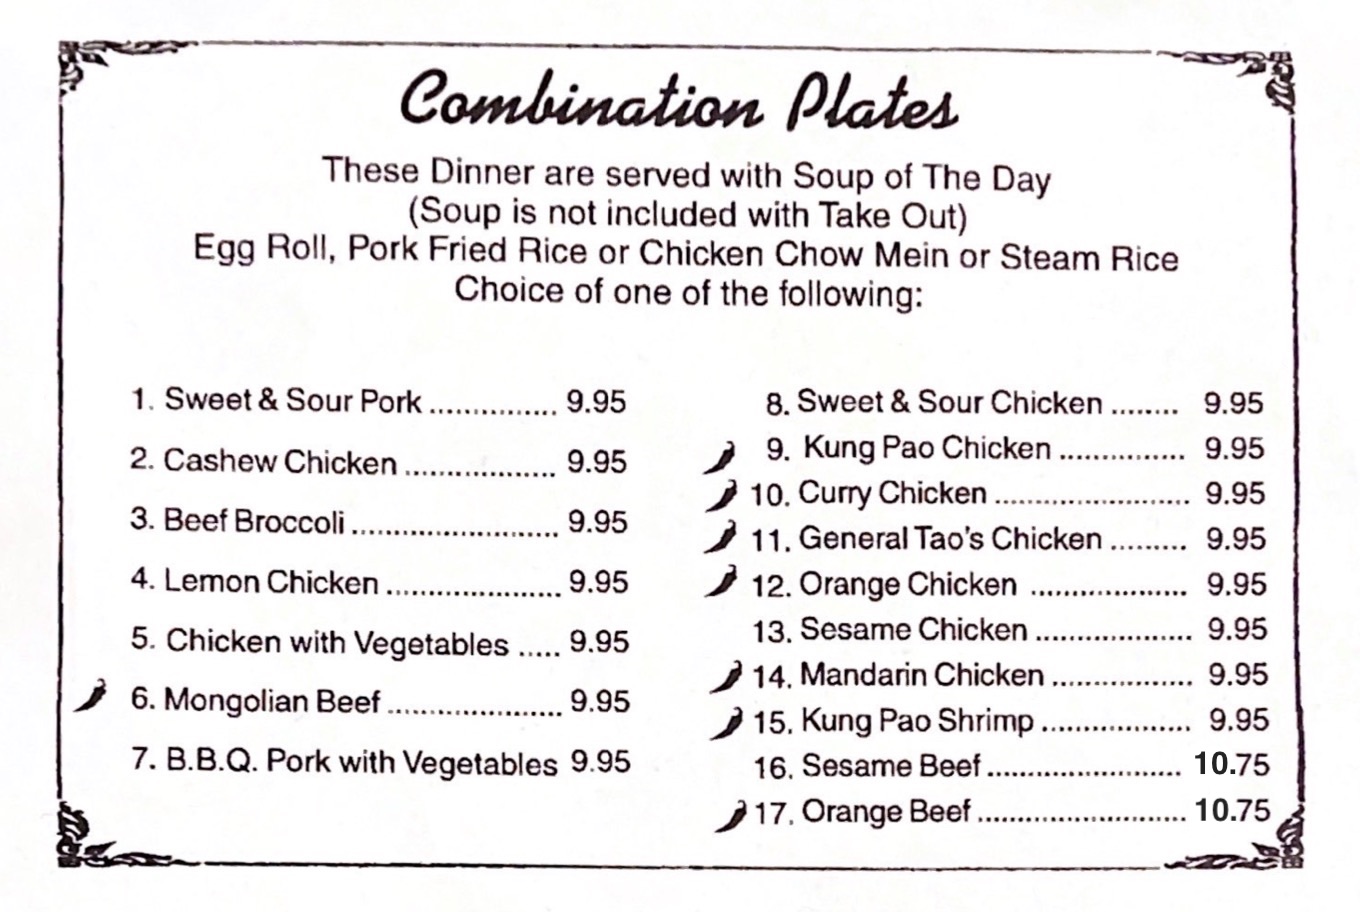 Combination Plates
These Dinner are served with Soup of The Day
(Soup is not included with Take Out)
Egg Roll, Pork Fried Rice or Chicken Chow Mein or Steam Rice
Choice of one of the following:
1. Sweet & Sour Pork ............... 9.95
2. Cashew Chicken .................. 9.95
3. Beef Broccoli ......................... 9.95
4. Lemon Chicken ..................... 9.95
5. Chicken with Vegetables ..... 9.95
6. Mongolian Beef ..................... 9.95
7. B.B.Q. Pork with Vegetables 9.95
8. Sweet & Sour Chicken ........ 9.95
9. Kung Pao Chicken ............... 9.95
10. Curry Chicken ........................ 9.95
11. General Tao's Chicken ......... 9.95
12. Orange Chicken ................... 9.95
13. Sesame Chicken ................... 9.95
14. Mandarin Chicken ................. 9.95
15. Kung Pao Shrimp .................. 9.95
16. Sesame Beef ....................... 10.75
17. Orange Beef ......................... 10.75